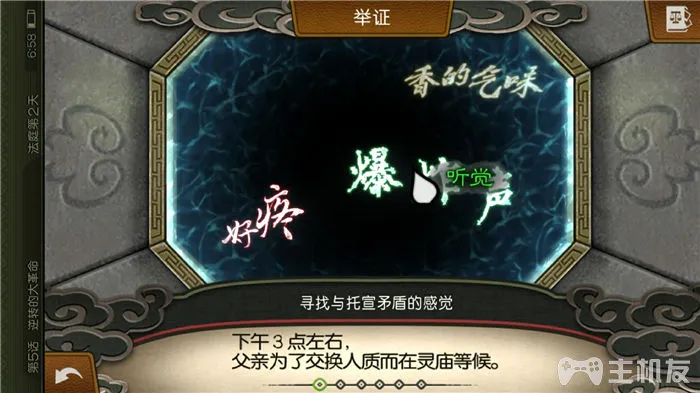 举证
6:58
法庭第2天
第5话 逆转的大革命
香的气味
爆炸声
听觉
好疼
寻找与托宣矛盾的感觉
下午3点左右，
父亲为了交换人质而在灵庙等候。
主机友